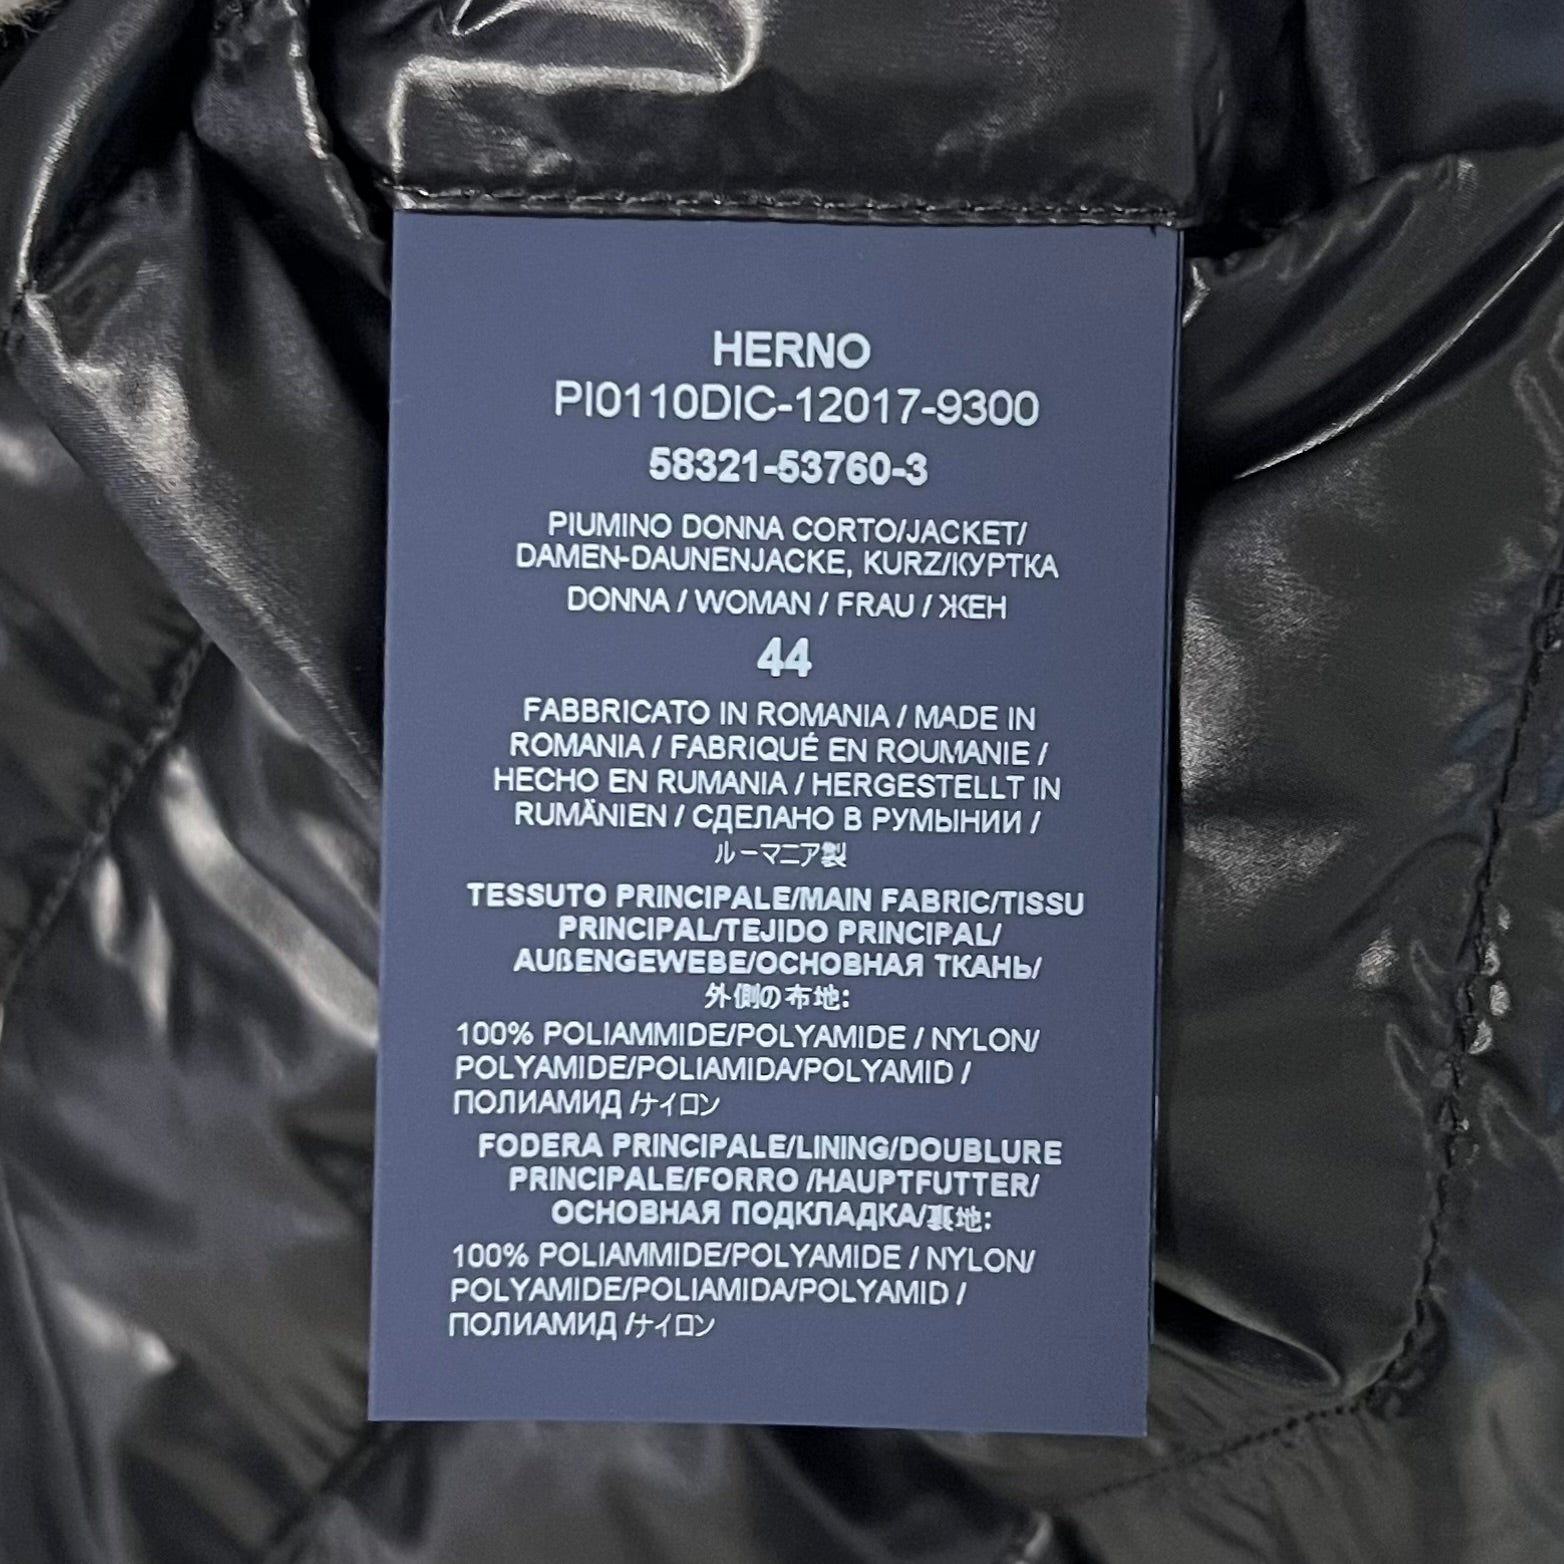 HERNO
PI0110DIC-12017-9300
58321-53760-3
PIUMINO DONNA CORTO/JACKET/
DAMEN-DAUNENJACKE, KURZ/КУРТКА
DONNA / WOMAN / FRAU / ЖЕН
44
FABBRICATO IN ROMANIA / MADE IN
ROMANIA / FABRIQUÉ EN ROUMANIE /
HECHO EN RUMANIA / HERGESTELLT IN
RUMÄNIEN / СДЕЛАНО В РУМЫНИИ /
ルーマニア製
TESSUTO PRINCIPALE/MAIN FABRIC/TISSU
PRINCIPAL/TEJIDO PRINCIPAL/
AUßENGEWEBE/ОСНОВНАЯ ТКАНЬ/
外側の布地:
100% POLIAMMIDE/POLYAMIDE / NYLON/
POLYAMIDE/POLIAMIDA/POLYAMID /
ПОЛИАМИД /ナイロン
FODERA PRINCIPALE/LINING/DOUBLURE
PRINCIPALE/FORRO /HAUPTFUTTER/
ОСНОВНАЯ ПОДКЛАДКА/裏地:
100% POLIAMMIDE/POLYAMIDE / NYLON/
POLYAMIDE/POLIAMIDA/POLYAMID /
ПОЛИАМИД /ナイロン